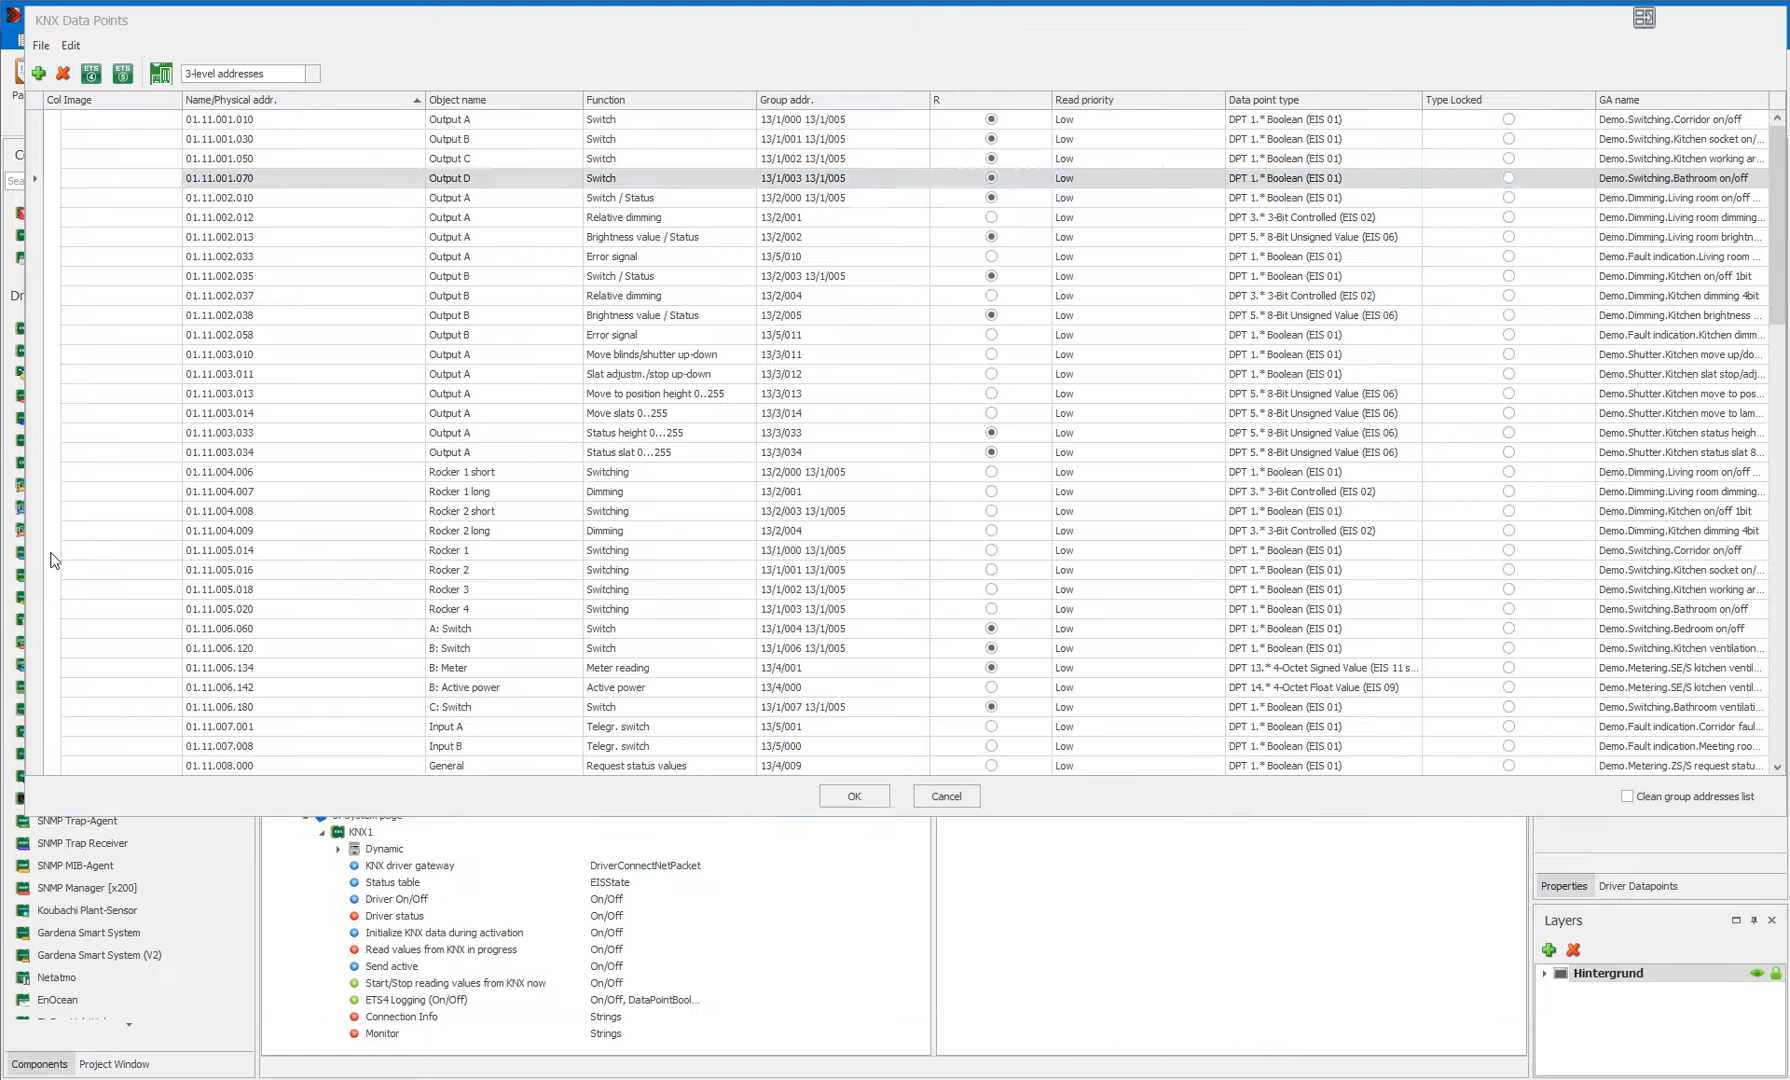 KNX Data Points
File Edit
ETS 4 ETS 5 3-level addresses
Col Image Name/Physical addr. Object name Function Group addr. R Read priority Data point type Type Locked GA name
01.11.001.010 Output A Switch 13/1/000 13/1/005 Low DPT 1.* Boolean (EIS 01) Demo.Switching.Corridor on/off
01.11.001.030 Output B Switch 13/1/001 13/1/005 Low DPT 1.* Boolean (EIS 01) Demo.Switching.Kitchen socket on/...
01.11.001.050 Output C Switch 13/1/002 13/1/005 Low DPT 1.* Boolean (EIS 01) Demo.Switching.Kitchen working ar...
01.11.001.070 Output D Switch 13/1/003 13/1/005 Low DPT 1.* Boolean (EIS 01) Demo.Switching.Bathroom on/off
01.11.002.010 Output A Switch / Status 13/2/000 13/1/005 Low DPT 1.* Boolean (EIS 01) Demo.Dimming.Living room on/off ...
01.11.002.012 Output A Relative dimming 13/2/001 Low DPT 3.* 3-Bit Controlled (EIS 02) Demo.Dimming.Living room dimming...
01.11.002.013 Output A Brightness value / Status 13/2/002 Low DPT 5.* 8-Bit Unsigned Value (EIS 06) Demo.Dimming.Living room brightn...
01.11.002.033 Output A Error signal 13/5/010 Low DPT 1.* Boolean (EIS 01) Demo.Fault indication.Living room ...
01.11.002.035 Output B Switch / Status 13/2/003 13/1/005 Low DPT 1.* Boolean (EIS 01) Demo.Dimming.Kitchen on/off 1bit
01.11.002.037 Output B Relative dimming 13/2/004 Low DPT 3.* 3-Bit Controlled (EIS 02) Demo.Dimming.Kitchen dimming 4bit
01.11.002.038 Output B Brightness value / Status 13/2/005 Low DPT 5.* 8-Bit Unsigned Value (EIS 06) Demo.Dimming.Kitchen brightness ...
01.11.002.058 Output B Error signal 13/5/011 Low DPT 1.* Boolean (EIS 01) Demo.Fault indication.Kitchen dimm...
01.11.003.010 Output A Move blinds/shutter up-down 13/3/011 Low DPT 1.* Boolean (EIS 01) Demo.Shutter.Kitchen move up/do...
01.11.003.011 Output A Slat adjustm./stop up-down 13/3/012 Low DPT 1.* Boolean (EIS 01) Demo.Shutter.Kitchen slat stop/adj...
01.11.003.013 Output A Move to position height 0..255 13/3/013 Low DPT 5.* 8-Bit Unsigned Value (EIS 06) Demo.Shutter.Kitchen move to pos...
01.11.003.014 Output A Move slats 0..255 13/3/014 Low DPT 5.* 8-Bit Unsigned Value (EIS 06) Demo.Shutter.Kitchen move to lam...
01.11.003.033 Output A Status height 0...255 13/3/033 Low DPT 5.* 8-Bit Unsigned Value (EIS 06) Demo.Shutter.Kitchen status heigh...
01.11.003.034 Output A Status slat 0...255 13/3/034 Low DPT 5.* 8-Bit Unsigned Value (EIS 06) Demo.Shutter.Kitchen status slat 8...
01.11.004.006 Rocker 1 short Switching 13/2/000 13/1/005 Low DPT 1.* Boolean (EIS 01) Demo.Dimming.Living room on/off ...
01.11.004.007 Rocker 1 long Dimming 13/2/001 Low DPT 3.* 3-Bit Controlled (EIS 02) Demo.Dimming.Living room dimming...
01.11.004.008 Rocker 2 short Switching 13/2/003 13/1/005 Low DPT 1.* Boolean (EIS 01) Demo.Dimming.Kitchen on/off 1bit
01.11.004.009 Rocker 2 long Dimming 13/2/004 Low DPT 3.* 3-Bit Controlled (EIS 02) Demo.Dimming.Kitchen dimming 4bit
01.11.005.014 Rocker 1 Switching 13/1/000 13/1/005 Low DPT 1.* Boolean (EIS 01) Demo.Switching.Corridor on/off
01.11.005.016 Rocker 2 Switching 13/1/001 13/1/005 Low DPT 1.* Boolean (EIS 01) Demo.Switching.Kitchen socket on/...
01.11.005.018 Rocker 3 Switching 13/1/002 13/1/005 Low DPT 1.* Boolean (EIS 01) Demo.Switching.Kitchen working ar...
01.11.005.020 Rocker 4 Switching 13/1/003 13/1/005 Low DPT 1.* Boolean (EIS 01) Demo.Switching.Bathroom on/off
01.11.006.060 A: Switch Switch 13/1/004 13/1/005 Low DPT 1.* Boolean (EIS 01) Demo.Switching.Bedroom on/off
01.11.006.120 B: Switch Switch 13/1/006 13/1/005 Low DPT 1.* Boolean (EIS 01) Demo.Switching.Kitchen ventilation...
01.11.006.134 B: Meter Meter reading 13/4/001 Low DPT 13.* 4-Octet Signed Value (EIS 11 s... Demo.Metering.SE/S kitchen ventil...
01.11.006.142 B: Active power Active power 13/4/000 Low DPT 14.* 4-Octet Float Value (EIS 09) Demo.Metering.SE/S kitchen ventil...
01.11.006.180 C: Switch Switch 13/1/007 13/1/005 Low DPT 1.* Boolean (EIS 01) Demo.Switching.Bathroom ventilati...
01.11.007.001 Input A Telegr. switch 13/5/001 Low DPT 1.* Boolean (EIS 01) Demo.Fault indication.Corridor faul...
01.11.007.008 Input B Telegr. switch 13/5/000 Low DPT 1.* Boolean (EIS 01) Demo.Fault indication.Meeting roo...
01.11.008.000 General Request status values 13/4/009 Low DPT 1.* Boolean (EIS 01) Demo.Metering.ZS/S request statu...
OK Cancel Clean group addresses list
SNMP Trap-Agent
SNMP Trap Receiver
SNMP MIB-Agent
SNMP Manager [x200]
Koubachi Plant-Sensor
Gardena Smart System
Gardena Smart System (V2)
Netatmo
EnOcean
Components Project Window
KNX1
Dynamic
KNX driver gateway DriverConnectNetPacket
Status table EISState
Driver On/Off On/Off
Driver status On/Off
Initialize KNX data during activation On/Off
Read values from KNX in progress On/Off
Send active On/Off
Start/Stop reading values from KNX now On/Off
ETS4 Logging (On/Off) On/Off, DataPointBool...
Connection Info Strings
Monitor Strings
Properties Driver Datapoints
Layers
Hintergrund